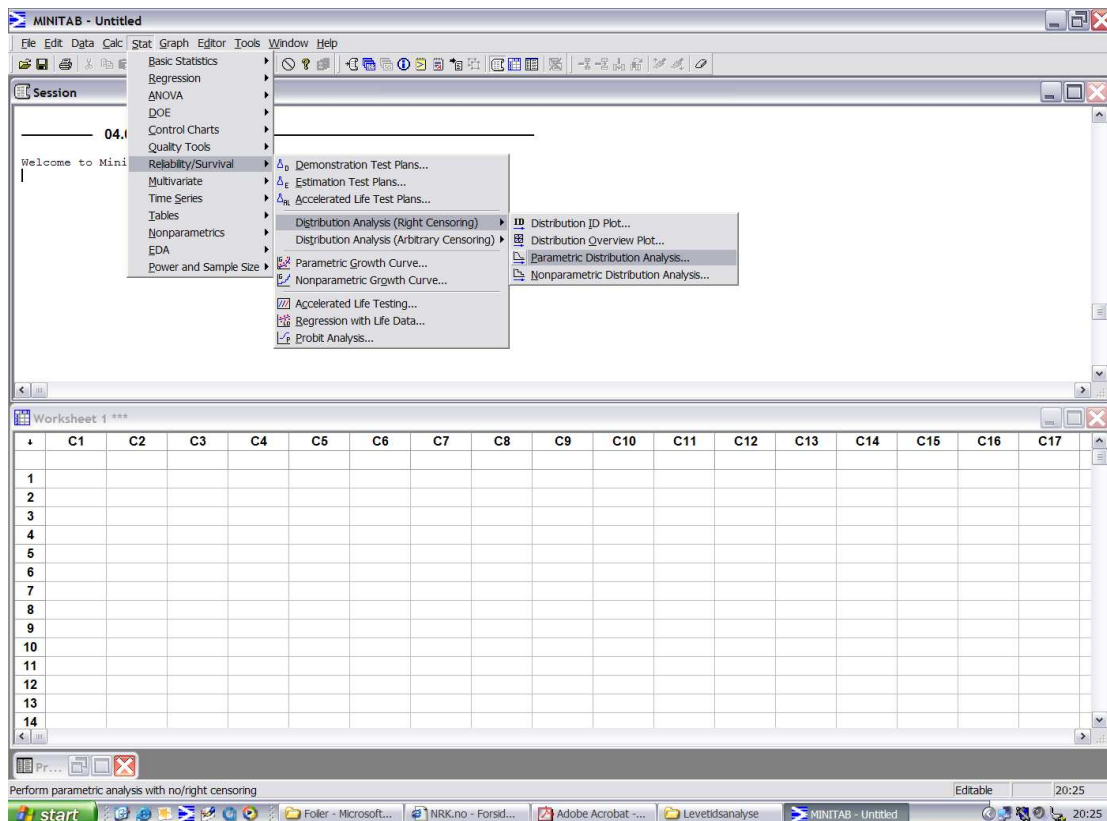 MINITAB - Untitled
File Edit Data Calc Stat Graph Editor Tools Window Help
Session
04.
Welcome to Mini
Basic Statistics
Regression
ANOVA
DOE
Control Charts
Quality Tools
Reliability/Survival
Multivariate
Time Series
Tables
Nonparametrics
EDA
Power and Sample Size
Demonstration Test Plans...
Estimation Test Plans...
Accelerated Life Test Plans...
Distribution Analysis (Right Censoring)
Distribution Analysis (Arbitrary Censoring)
Parametric Growth Curve...
Nonparametric Growth Curve...
Accelerated Life Testing...
Regression with Life Data...
Probit Analysis...
Distribution ID Plot...
Distribution Overview Plot...
Parametric Distribution Analysis...
Nonparametric Distribution Analysis...
Worksheet 1 ***
C1 C2 C3 C4 C5 C6 C7 C8 C9 C10 C11 C12 C13 C14 C15 C16 C17
1
2
3
4
5
6
7
8
9
10
11
12
13
14
Pr...
Perform parametric analysis with no/right censoring Editable 20:25
start Foiler - Microsoft... NRK.no - Forsid... Adobe Acrobat -... Levetidsanalyse MINITAB - Untitled 20:25